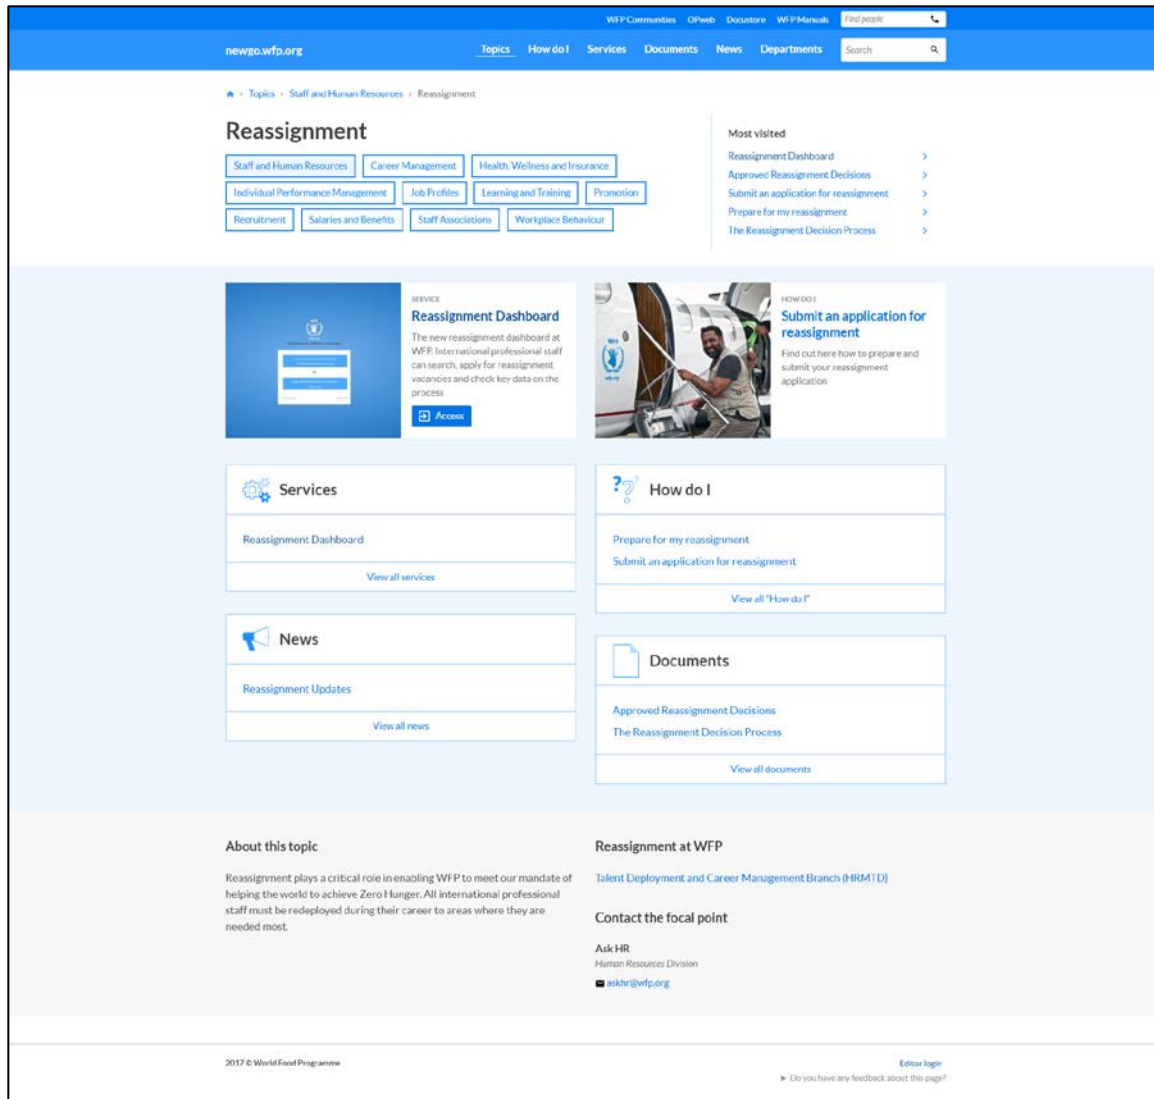 WFP Communities OPweb Docustore WFP Manuals Find people
newgo.wfp.org Topics How do I Services Documents News Departments Search
Topics Staff and Human Resources Reassignment
Reassignment
Staff and Human Resources Career Management Health, Wellness and Insurance
Individual Performance Management Job Profiles Learning and Training Promotion
Recruitment Salaries and Benefits Staff Associations Workplace Behaviour
Most visited
Reassignment Dashboard
Approved Reassignment Decisions
Submit an application for reassignment
Prepare for my reassignment
The Reassignment Decision Process
SERVICE
Reassignment Dashboard
The new reassignment dashboard at
WFP. International professional staff
can search, apply for reassignment
vacancies and check key data on the
process
Access
WFP
wfp.org
HOW DO I
Submit an application for
reassignment
Find out here how to prepare and
submit your reassignment
application
Services
Reassignment Dashboard
View all services
How do I
Prepare for my reassignment
Submit an application for reassignment
View all "How do I"
News
Reassignment Updates
View all news
Documents
Approved Reassignment Decisions
The Reassignment Decision Process
View all documents
About this topic
Reassignment plays a critical role in enabling WFP to meet our mandate of
helping the world to achieve Zero Hunger. All international professional
staff must be redeployed during their career to areas where they are
needed most.
Reassignment at WFP
Talent Deployment and Career Management Branch (HRMTD)
Contact the focal point
Ask HR
Human Resources Division
askhr@wfp.org
2017 © World Food Programme
Editor login
Do you have any feedback about this page?